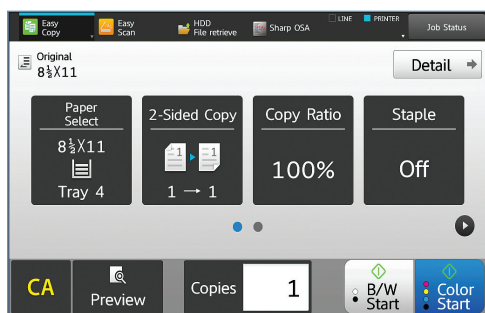 Easy
Copy
Easy
Scan
HDD
File retrieve
Sharp OSA
LINE
PRINTER
Job Status
Original
8½X11
Detail
Paper
Select
8½X11
Tray 4
2-Sided Copy
1 1
1 → 1
Copy Ratio
100%
Staple
Off
CA
Preview
Copies
1
B/W
Start
Color
Start